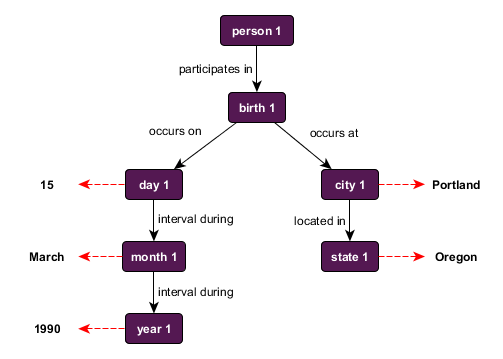 person 1
participates in
birth 1
occurs on
occurs at
15
day 1
city 1
Portland
interval during
located in
March
month 1
state 1
Oregon
interval during
1990
year 1